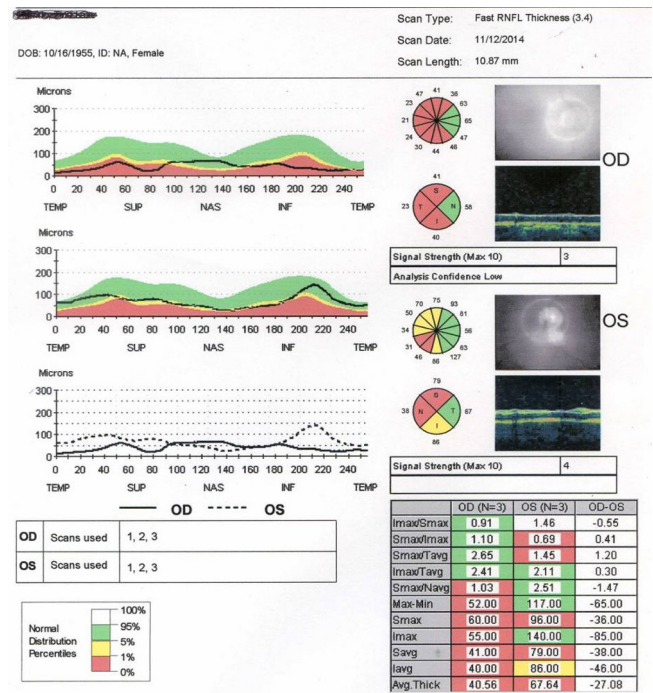 Scan Type: Fast RNFL Thickness (3.4)
Scan Date: 11/12/2014
DOB: 10/16/1955, ID: NA, Female
Scan Length: 10.87 mm
Microns
300
200
100
0
0 20 40 60 80 100 120 140 160 180 200 220 240
TEMP SUP NAS INF TEMP
47 41 38
23 63
21 65
24 47
30 44 46
OD
41
S
23 T N 58
I
40
Signal Strength (Max 10) 3
Analysis Confidence Low
Microns
300
200
100
0
0 20 40 60 80 100 120 140 160 180 200 220 240
TEMP SUP NAS INF TEMP
70 75 93
50 81
34 56
31 63
46 86 127
OS
79
S
38 N T 67
I
86
Signal Strength (Max 10) 4
Microns
300
200
100
0
0 20 40 60 80 100 120 140 160 180 200 220 240
TEMP SUP NAS INF TEMP
OD OS
OD Scans used 1, 2, 3
OS Scans used 1, 2, 3
Normal
Distribution
Percentiles
100%
95%
5%
1%
0%
OD (N=3) OS (N=3) OD-OS
Imax/Smax 0.91 1.46 -0.55
Smax/Imax 1.10 0.69 0.41
Smax/Tavg 2.65 1.45 1.20
Imax/Tavg 2.41 2.11 0.30
Smax/Navg 1.03 2.51 -1.47
Max-Min 52.00 117.00 -65.00
Smax 60.00 96.00 -36.00
Imax 55.00 140.00 -85.00
Savg 41.00 79.00 -38.00
Iavg 40.00 86.00 -46.00
Avg.Thick 40.56 67.64 -27.08